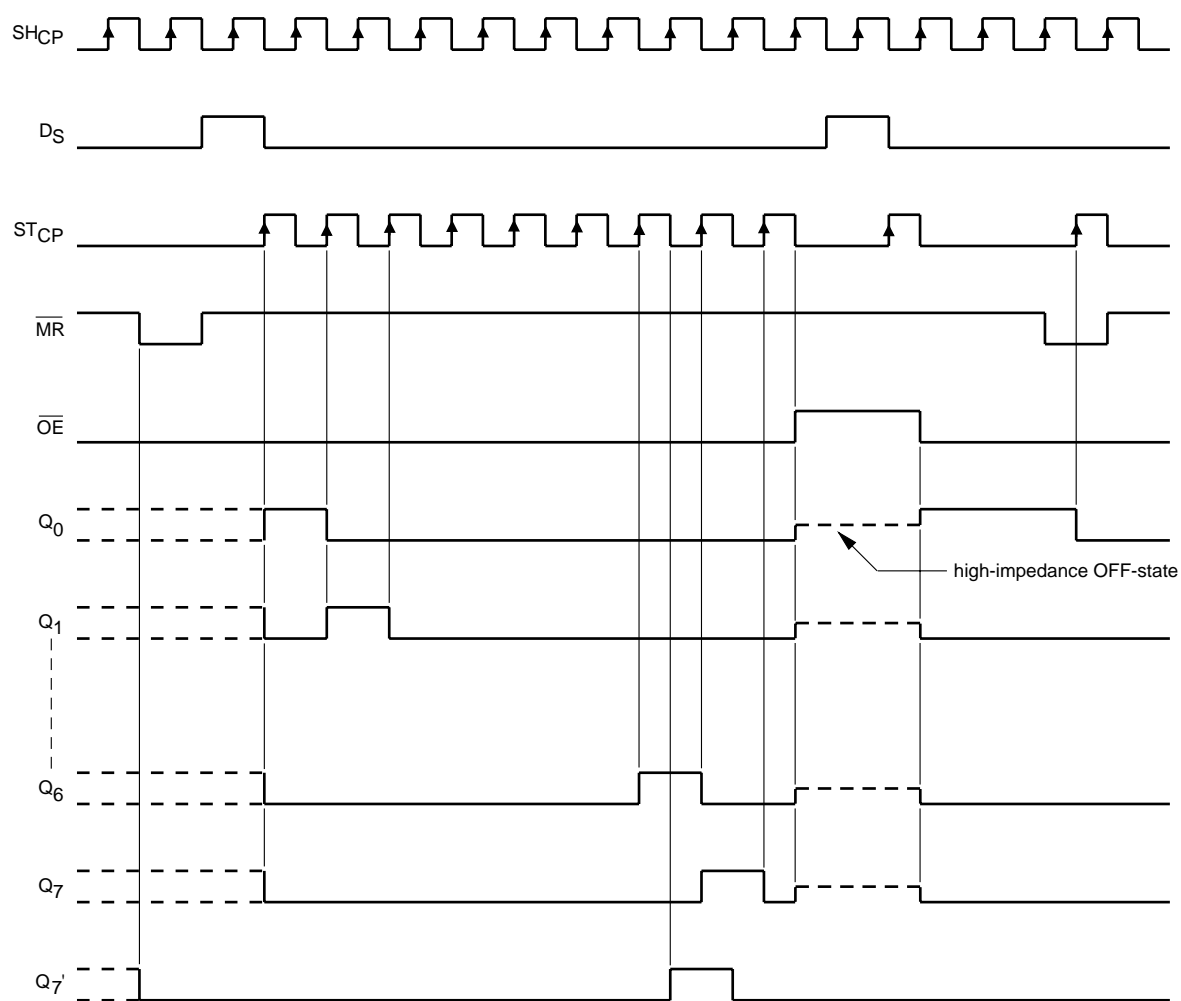 SHCP
DS
STCP
MR
OE
Q0
high-impedance OFF-state
Q1
Q6
Q7
Q7'